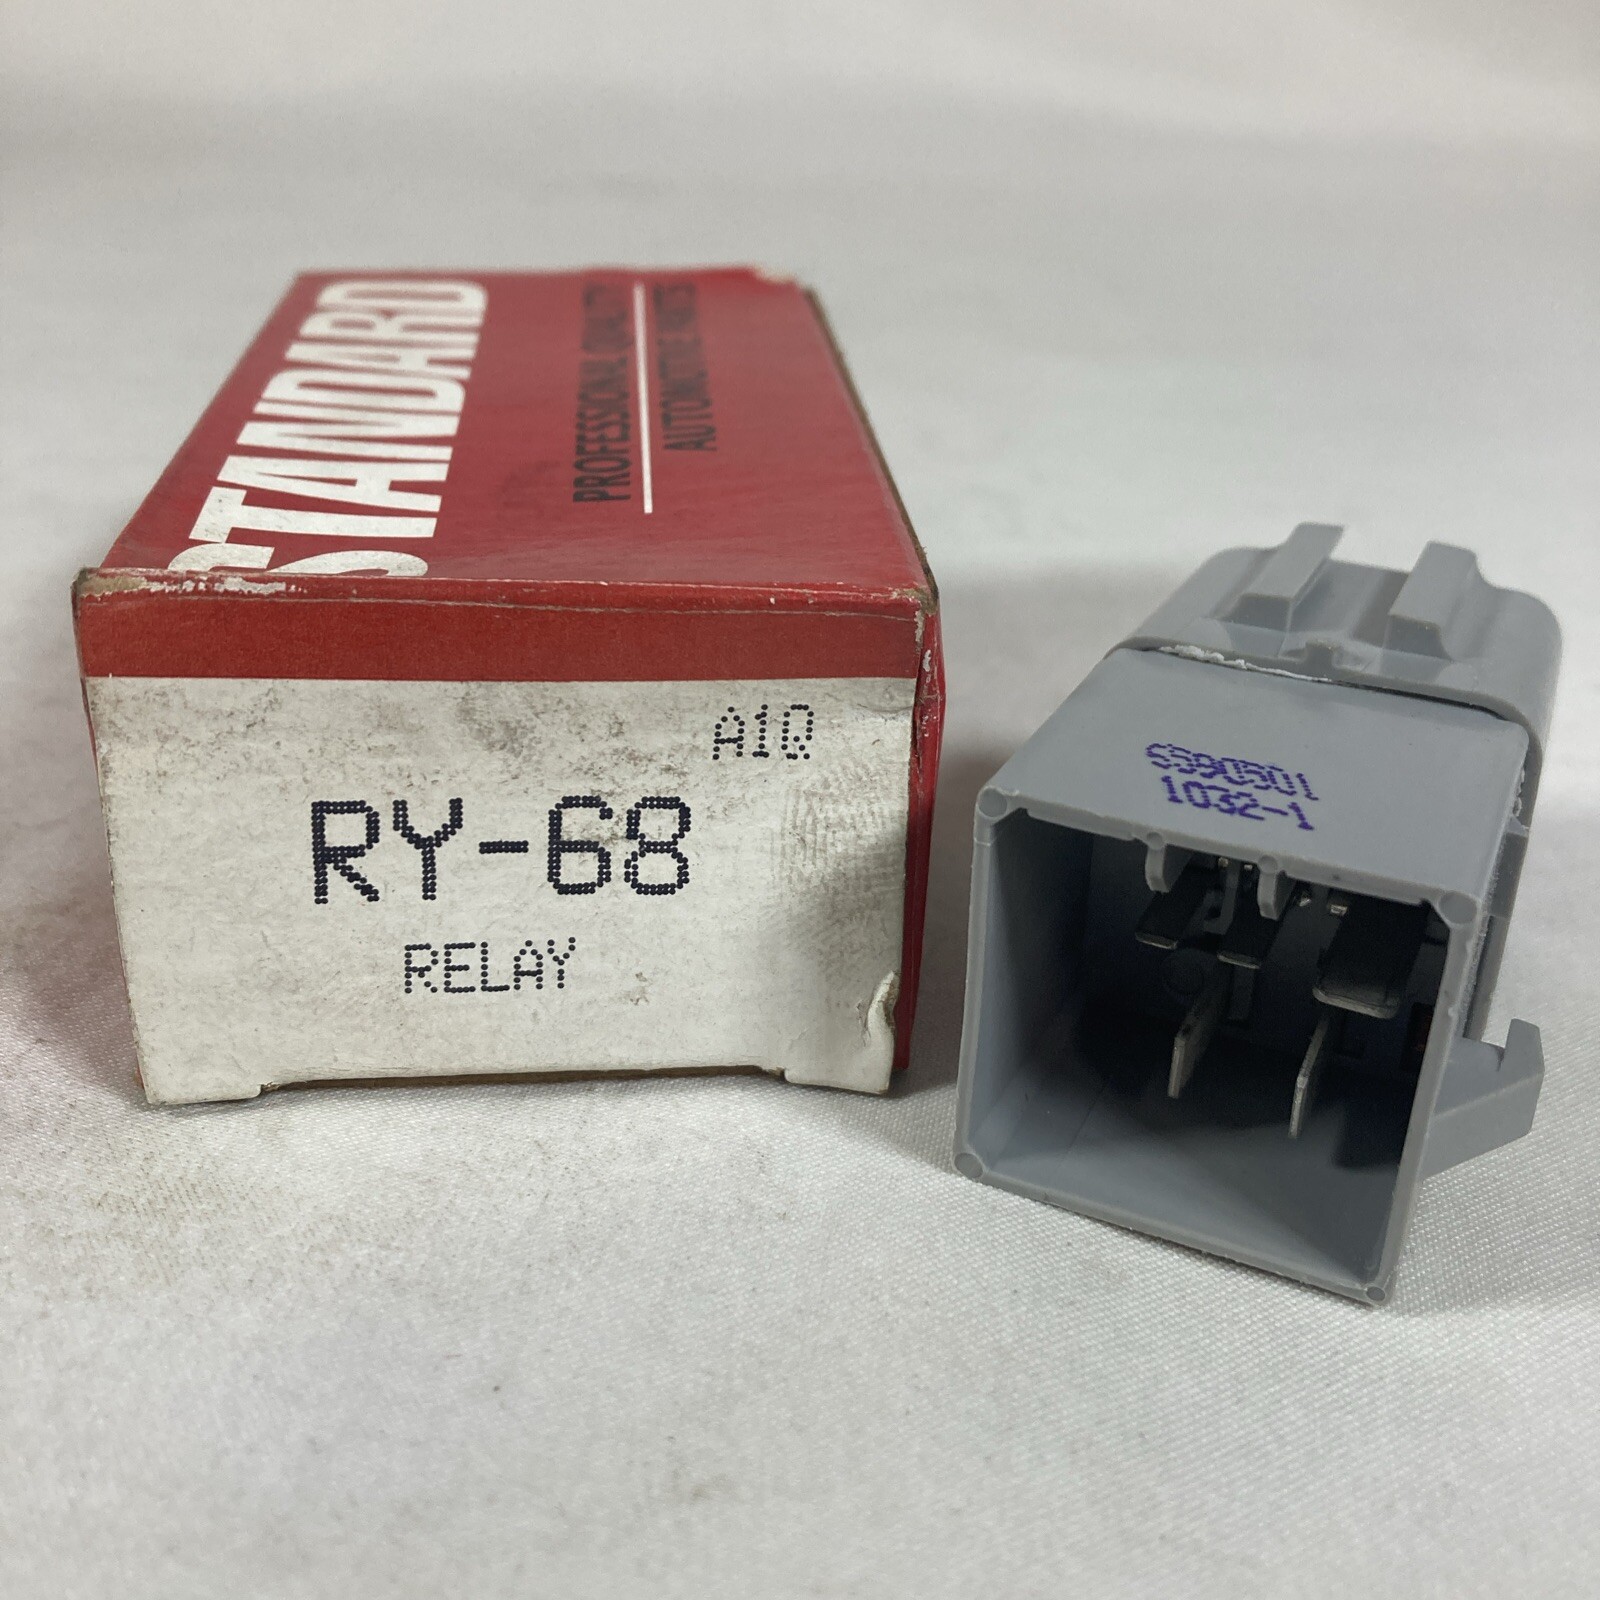 STANDARD
PROFESSIONAL QUALITY
AUTOMOTIVE PARTS
A1Q
RY-68
RELAY
1032-1